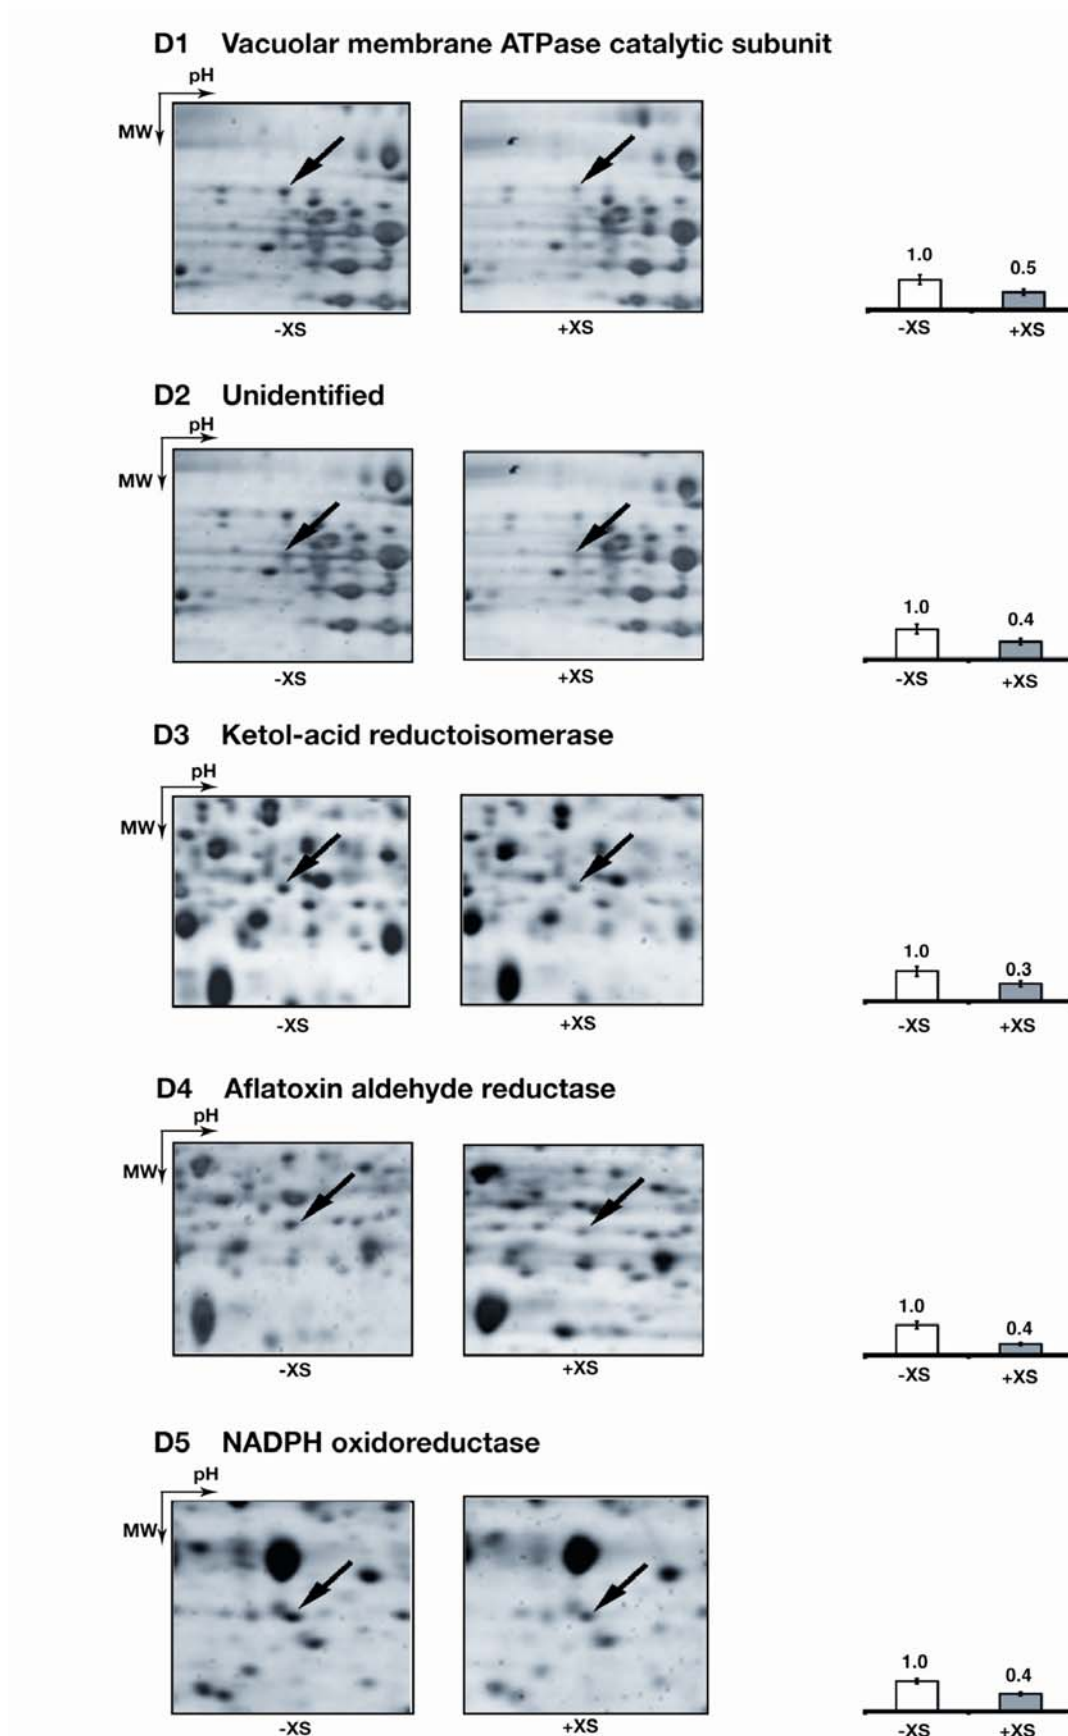 D1 Vacuolar membrane ATPase catalytic subunit
pH
MW
1.0
0.5
-XS
+XS
-XS
+XS
D2 Unidentified
pH
MW
1.0
0.4
-XS
+XS
-XS
+XS
D3 Ketol-acid reductoisomerase
pH
MW
1.0
0.3
-XS
+XS
-XS
+XS
D4 Aflatoxin aldehyde reductase
pH
MW
1.0
0.4
-XS
+XS
-XS
+XS
D5 NADPH oxidoreductase
pH
MW
1.0
0.4
-XS
+XS
-XS
+XS